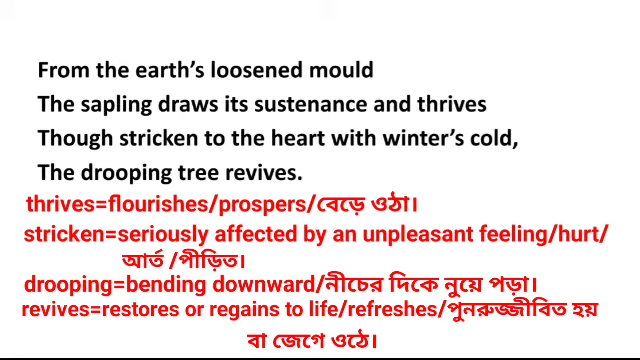 From the earth's loosened mould
The sapling draws its sustenance and thrives
Though stricken to the heart with winter's cold,
The drooping tree revives.
thrives=flourishes/prospers/বেড়ে ওঠা।
stricken=seriously affected by an unpleasant feeling/hurt/
আর্ত /পীড়িত।
drooping=bending downward/নীচের দিকে নুয়ে পড়া।
revives=restores or regains to life/refreshes/পুনরুজ্জীবিত হয়
বা জেগে ওঠে।